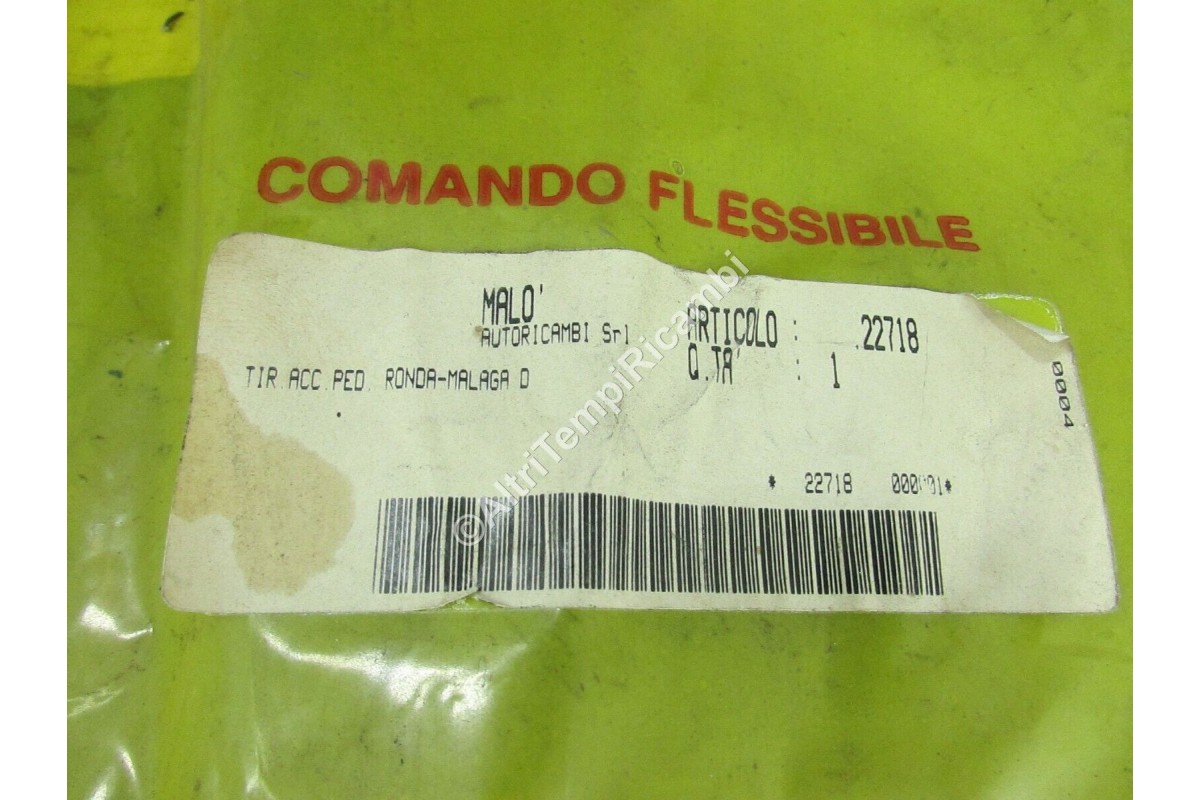 COMANDO FLESSIBILE
MALO'
AUTORICAMBI Srl
ARTICOLO : .22718
Q.TA' : 1
TIR.ACC.PED. RONDA-MALAGA D
0004
* 22718 000001*
©AltriTempiRicambi